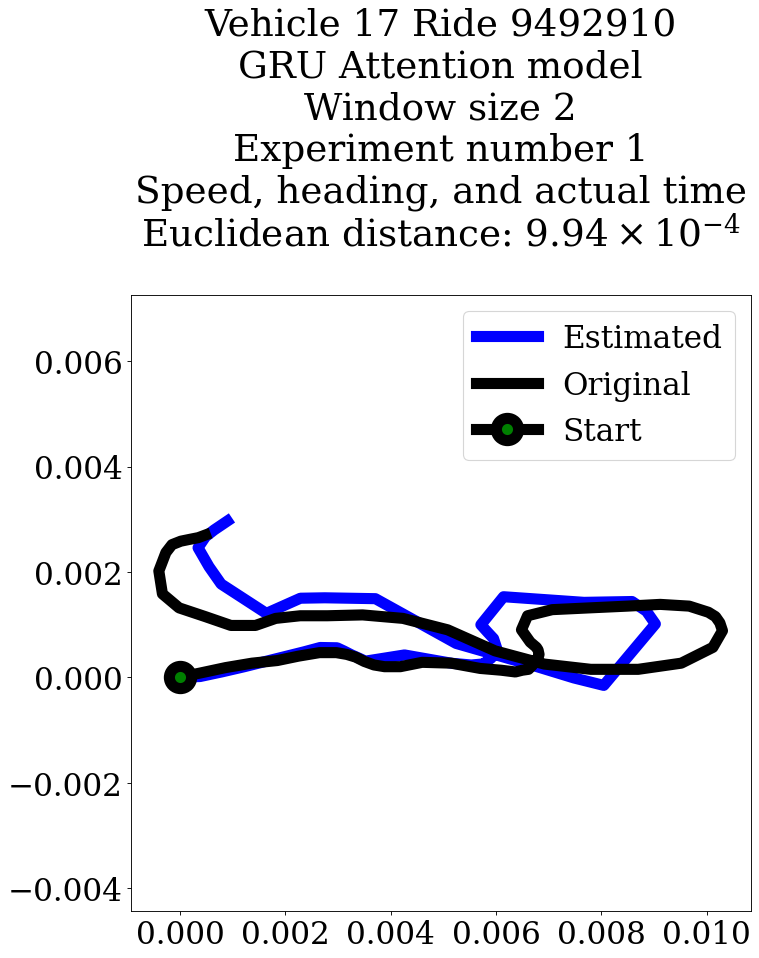 Vehicle 17 Ride 9492910
GRU Attention model
Window size 2
Experiment number 1
Speed, heading, and actual time
Euclidean distance: 9.94 × 10⁻⁴
Estimated
Original
Start
0.006
0.004
0.002
0.000
−0.002
−0.004
0.000 0.002 0.004 0.006 0.008 0.010